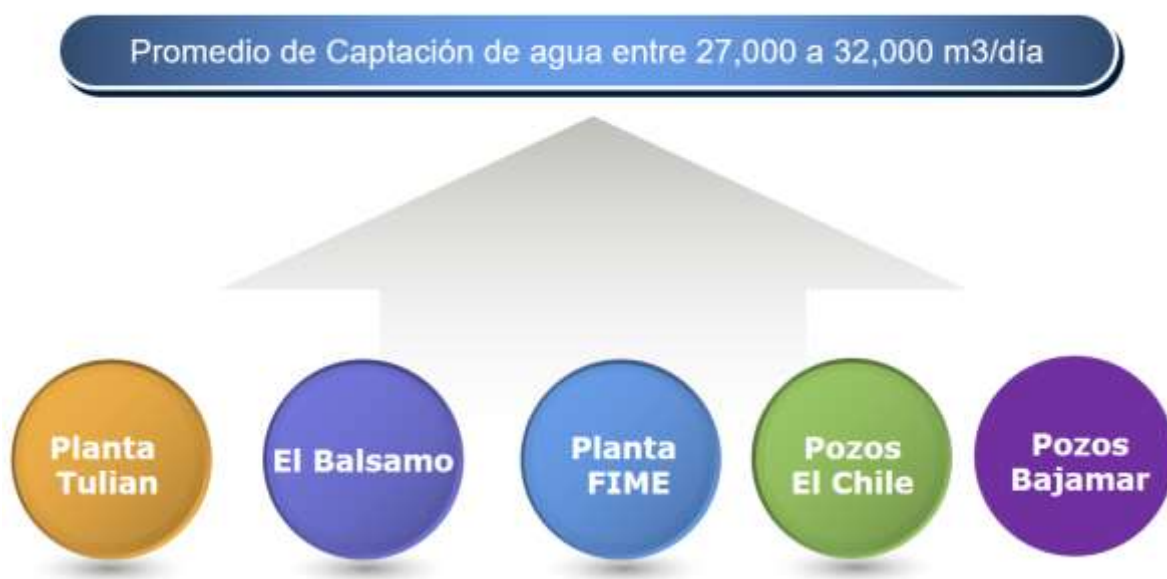 Promedio de Captación de agua entre 27,000 a 32,000 m3/día
Planta
Tulian
El Balsamo
Planta
FIME
Pozos
El Chile
Pozos
Bajamar